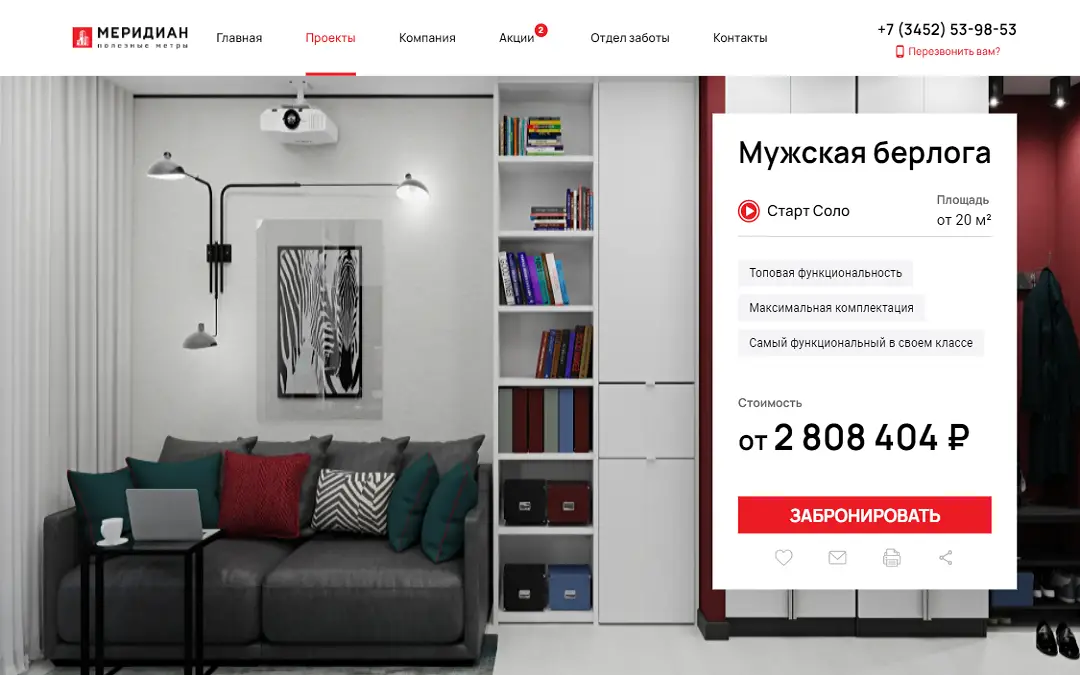 МЕРИДИАН
полезные метры
Главная
Проекты
Компания
Акции 2
Отдел заботы
Контакты
+7 (3452) 53-98-53
Перезвонить вам?
Мужская берлога
Старт Соло
Площадь
от 20 м²
Топовая функциональность
Максимальная комплектация
Самый функциональный в своем классе
Стоимость
от 2 808 404 ₽
ЗАБРОНИРОВАТЬ